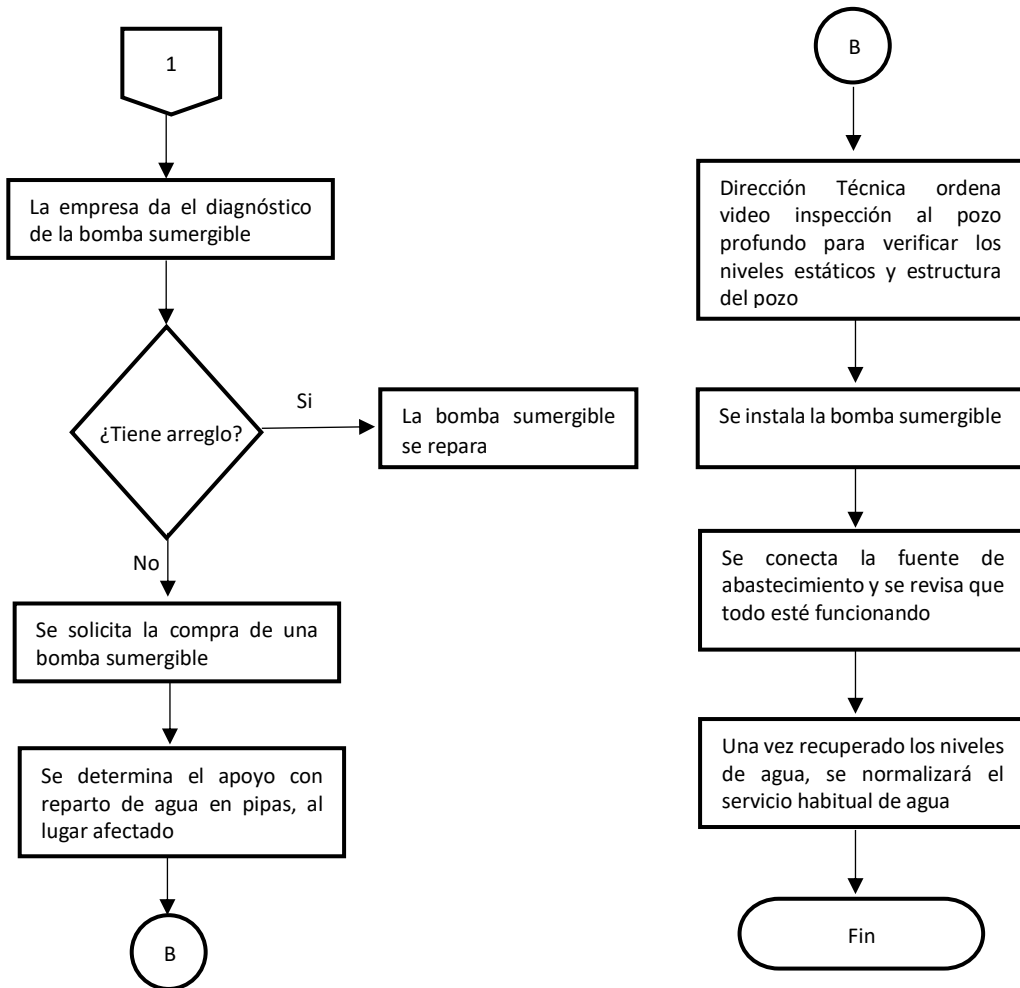 1
La empresa da el diagnóstico
de la bomba sumergible
¿Tiene arreglo?
Si
La bomba sumergible
se repara
No
Se solicita la compra de una
bomba sumergible
Se determina el apoyo con
reparto de agua en pipas, al
lugar afectado
B
B
Dirección Técnica ordena
video inspección al pozo
profundo para verificar los
niveles estáticos y estructura
del pozo
Se instala la bomba sumergible
Se conecta la fuente de
abastecimiento y se revisa que
todo esté funcionando
Una vez recuperado los niveles
de agua, se normalizará el
servicio habitual de agua
Fin